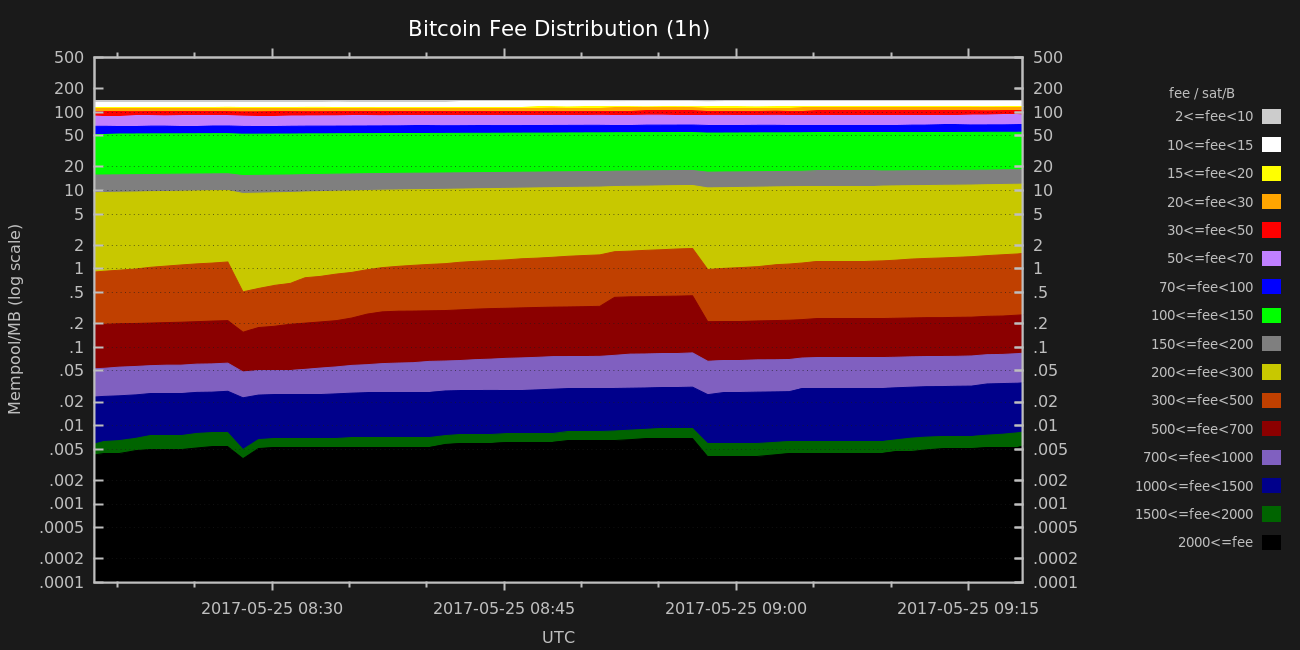 Bitcoin Fee Distribution (1h)
Mempool/MB (log scale)
500
200
100
50
20
10
5
2
1
.5
.2
.1
.05
.02
.01
.005
.002
.001
.0005
.0002
.0001
500
200
100
50
20
10
5
2
1
.5
.2
.1
.05
.02
.01
.005
.002
.001
.0005
.0002
.0001
2017-05-25 08:30
2017-05-25 08:45
2017-05-25 09:00
2017-05-25 09:15
UTC
fee / sat/B
2<=fee<10
10<=fee<15
15<=fee<20
20<=fee<30
30<=fee<50
50<=fee<70
70<=fee<100
100<=fee<150
150<=fee<200
200<=fee<300
300<=fee<500
500<=fee<700
700<=fee<1000
1000<=fee<1500
1500<=fee<2000
2000<=fee